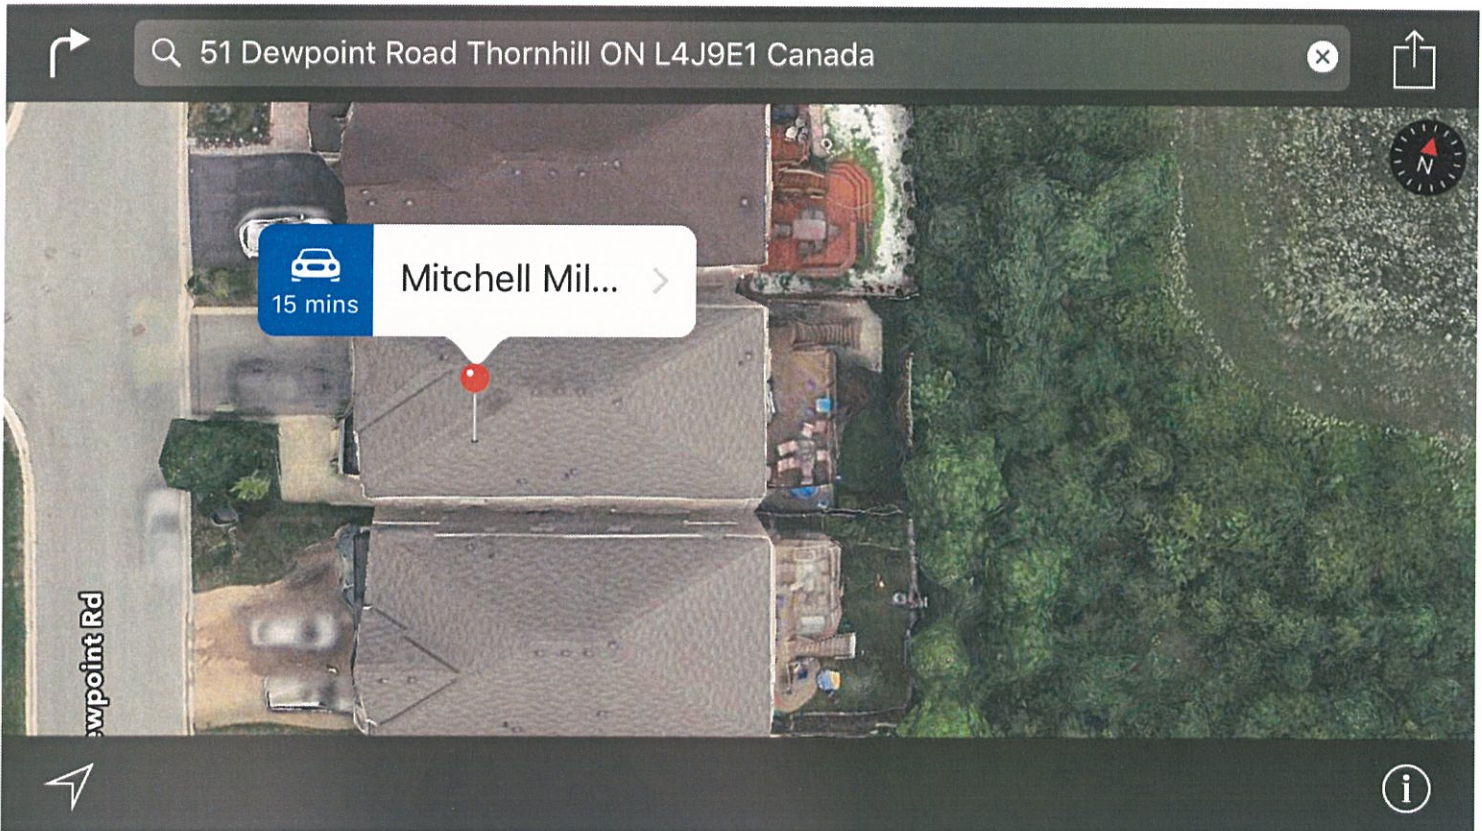 51 Dewpoint Road Thornhill ON L4J9E1 Canada
N
Mitchell Mil...
15 mins
ewpoint Rd